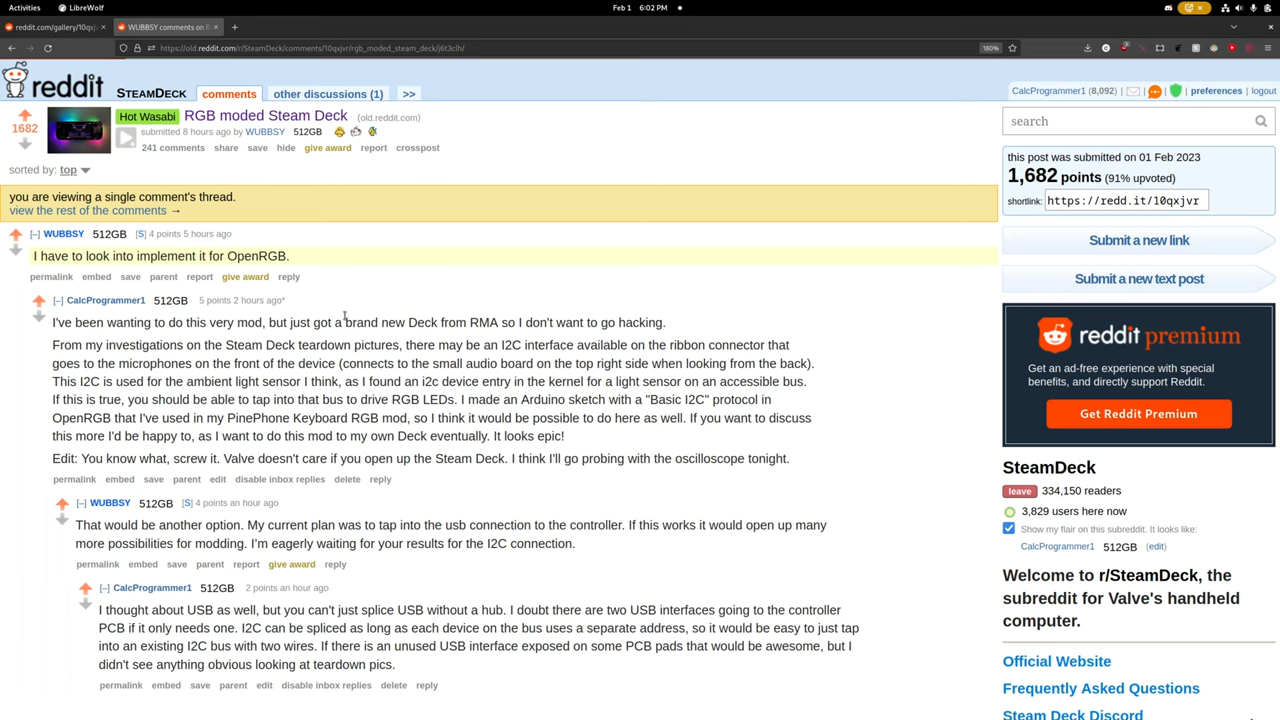 Activities LibreWolf Feb 1 6:02 PM
reddit.com/gallery/10qxj × WUBBSY comments on R × +
https://old.reddit.com/r/SteamDeck/comments/10qxjvr/rgb_moded_steam_deck/j6t3clh/ 180%
reddit STEAMDECK comments other discussions (1) >> CalcProgrammer1 (8,092) | | | | preferences | logout
1682
Hot Wasabi RGB moded Steam Deck (old.reddit.com)
submitted 8 hours ago by WUBBSY 512GB
241 comments share save hide give award report crosspost
sorted by: top
you are viewing a single comment's thread.
view the rest of the comments →
[–] WUBBSY 512GB [S] 4 points 5 hours ago
I have to look into implement it for OpenRGB.
permalink embed save parent report give award reply
[–] CalcProgrammer1 512GB 5 points 2 hours ago*
I've been wanting to do this very mod, but just got a brand new Deck from RMA so I don't want to go hacking.
From my investigations on the Steam Deck teardown pictures, there may be an I2C interface available on the ribbon connector that
goes to the microphones on the front of the device (connects to the small audio board on the top right side when looking from the back).
This I2C is used for the ambient light sensor I think, as I found an i2c device entry in the kernel for a light sensor on an accessible bus.
If this is true, you should be able to tap into that bus to drive RGB LEDs. I made an Arduino sketch with a "Basic I2C" protocol in
OpenRGB that I've used in my PinePhone Keyboard RGB mod, so I think it would be possible to do here as well. If you want to discuss
this more I'd be happy to, as I want to do this mod to my own Deck eventually. It looks epic!
Edit: You know what, screw it. Valve doesn't care if you open up the Steam Deck. I think I'll go probing with the oscilloscope tonight.
permalink embed save parent edit disable inbox replies delete reply
[–] WUBBSY 512GB [S] 4 points an hour ago
That would be another option. My current plan was to tap into the usb connection to the controller. If this works it would open up many
more possibilities for modding. I'm eagerly waiting for your results for the I2C connection.
permalink embed save parent report give award reply
[–] CalcProgrammer1 512GB 2 points an hour ago
I thought about USB as well, but you can't just splice USB without a hub. I doubt there are two USB interfaces going to the controller
PCB if it only needs one. I2C can be spliced as long as each device on the bus uses a separate address, so it would be easy to just tap
into an existing I2C bus with two wires. If there is an unused USB interface exposed on some PCB pads that would be awesome, but I
didn't see anything obvious looking at teardown pics.
permalink embed save parent edit disable inbox replies delete reply
search
this post was submitted on 01 Feb 2023
1,682 points (91% upvoted)
shortlink: https://redd.it/10qxjvr
Submit a new link
Submit a new text post
reddit premium
Get an ad-free experience with special
benefits, and directly support Reddit.
Get Reddit Premium
SteamDeck
leave 334,150 readers
3,829 users here now
Show my flair on this subreddit. It looks like:
CalcProgrammer1 512GB (edit)
Welcome to r/SteamDeck, the
subreddit for Valve's handheld
computer.
Official Website
Frequently Asked Questions
Steam Deck Discord